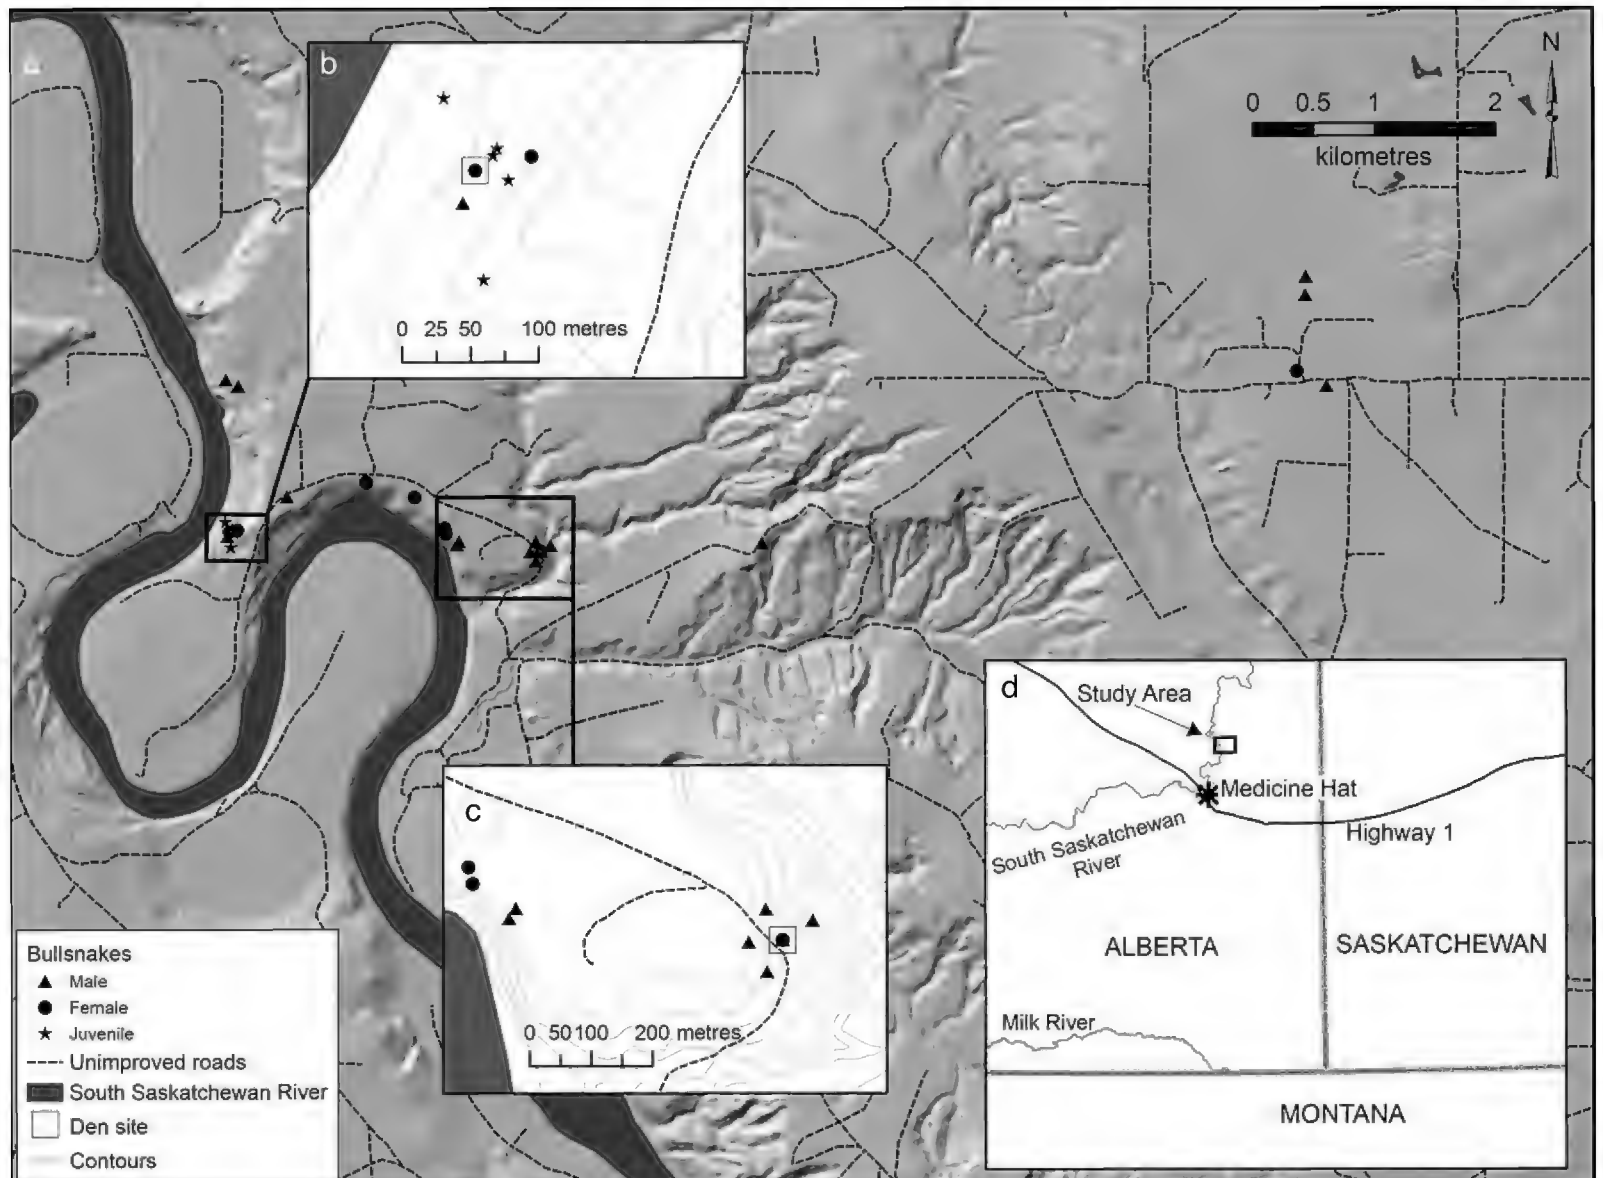 a
b
N
0 0.5 1 2
kilometres
0 25 50 100 metres
d
Study Area
Medicine Hat
Highway 1
South Saskatchewan
River
ALBERTA
SASKATCHEWAN
Milk River
MONTANA
c
0 50 100 200 metres
Bullsnakes
Male
Female
Juvenile
Unimproved roads
South Saskatchewan River
Den site
Contours